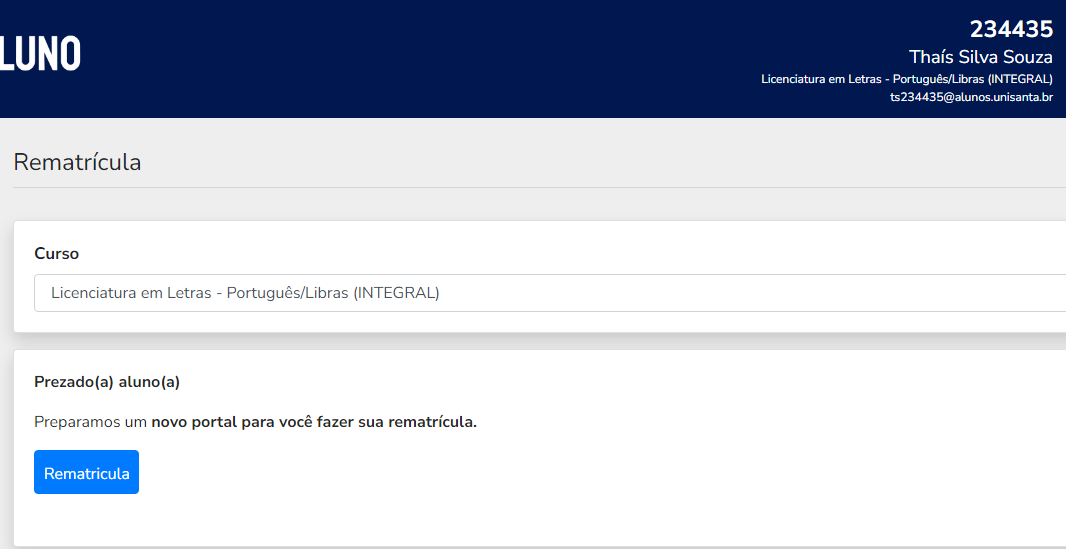 LUNO
234435
Thaís Silva Souza
Licenciatura em Letras - Português/Libras (INTEGRAL)
ts234435@alunos.unisanta.br
Rematrícula
Curso
Licenciatura em Letras - Português/Libras (INTEGRAL)
Prezado(a) aluno(a)
Preparamos um novo portal para você fazer sua rematrícula.
Rematricula